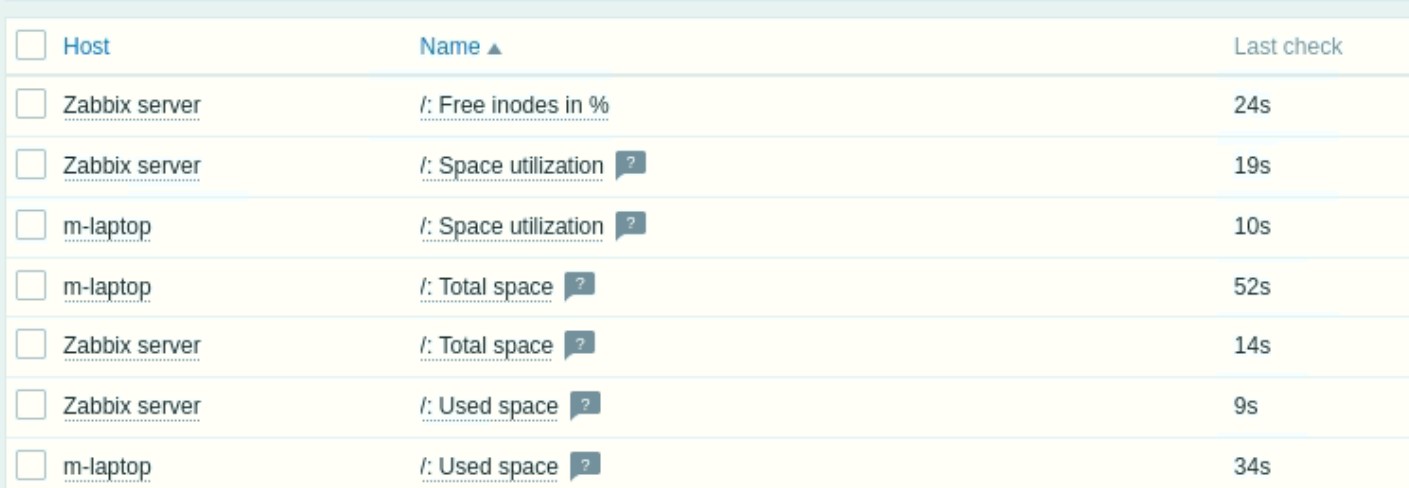 Host Name ▲ Last check
Zabbix server /: Free inodes in % 24s
Zabbix server /: Space utilization ? 19s
m-laptop /: Space utilization ? 10s
m-laptop /: Total space ? 52s
Zabbix server /: Total space ? 14s
Zabbix server /: Used space ? 9s
m-laptop /: Used space ? 34s